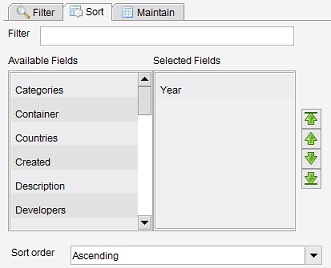 Filter Sort Maintain
Filter
Available Fields Selected Fields
Categories Year
Container
Countries
Created
Description
Developers
Sort order Ascending